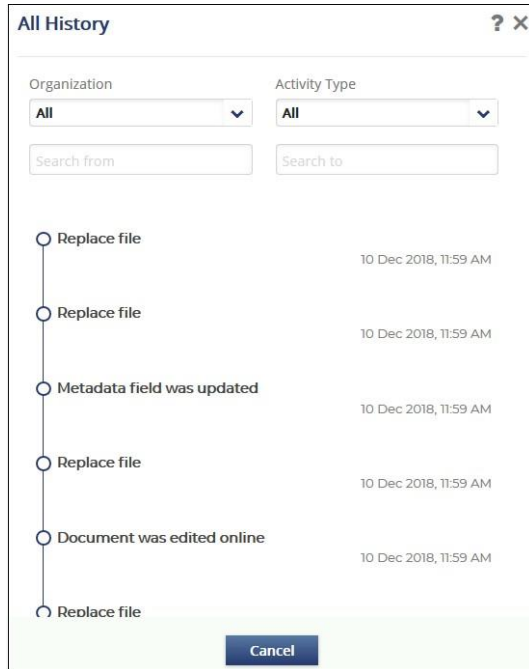 All History ? ×
Organization Activity Type
All All
Search from Search to
Replace file
10 Dec 2018, 11:59 AM
Replace file
10 Dec 2018, 11:59 AM
Metadata field was updated
10 Dec 2018, 11:59 AM
Replace file
10 Dec 2018, 11:59 AM
Document was edited online
10 Dec 2018, 11:59 AM
Replace file
Cancel